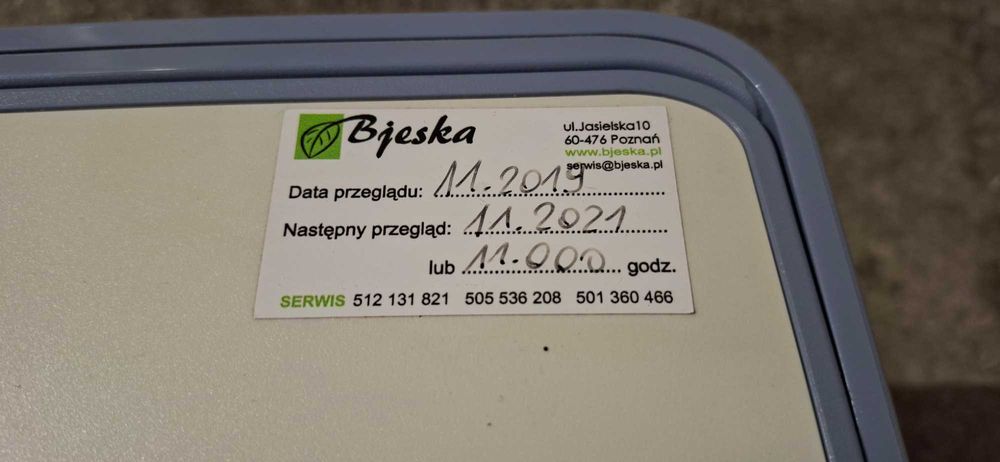 Bjeska
ul.Jasielska10
60-476 Poznań
www.bjeska.pl
serwis@bjeska.pl
Data przeglądu: 11.2019
Następny przegląd: 11.2021
lub 11.000 godz.
SERWIS 512 131 821 505 536 208 501 360 466